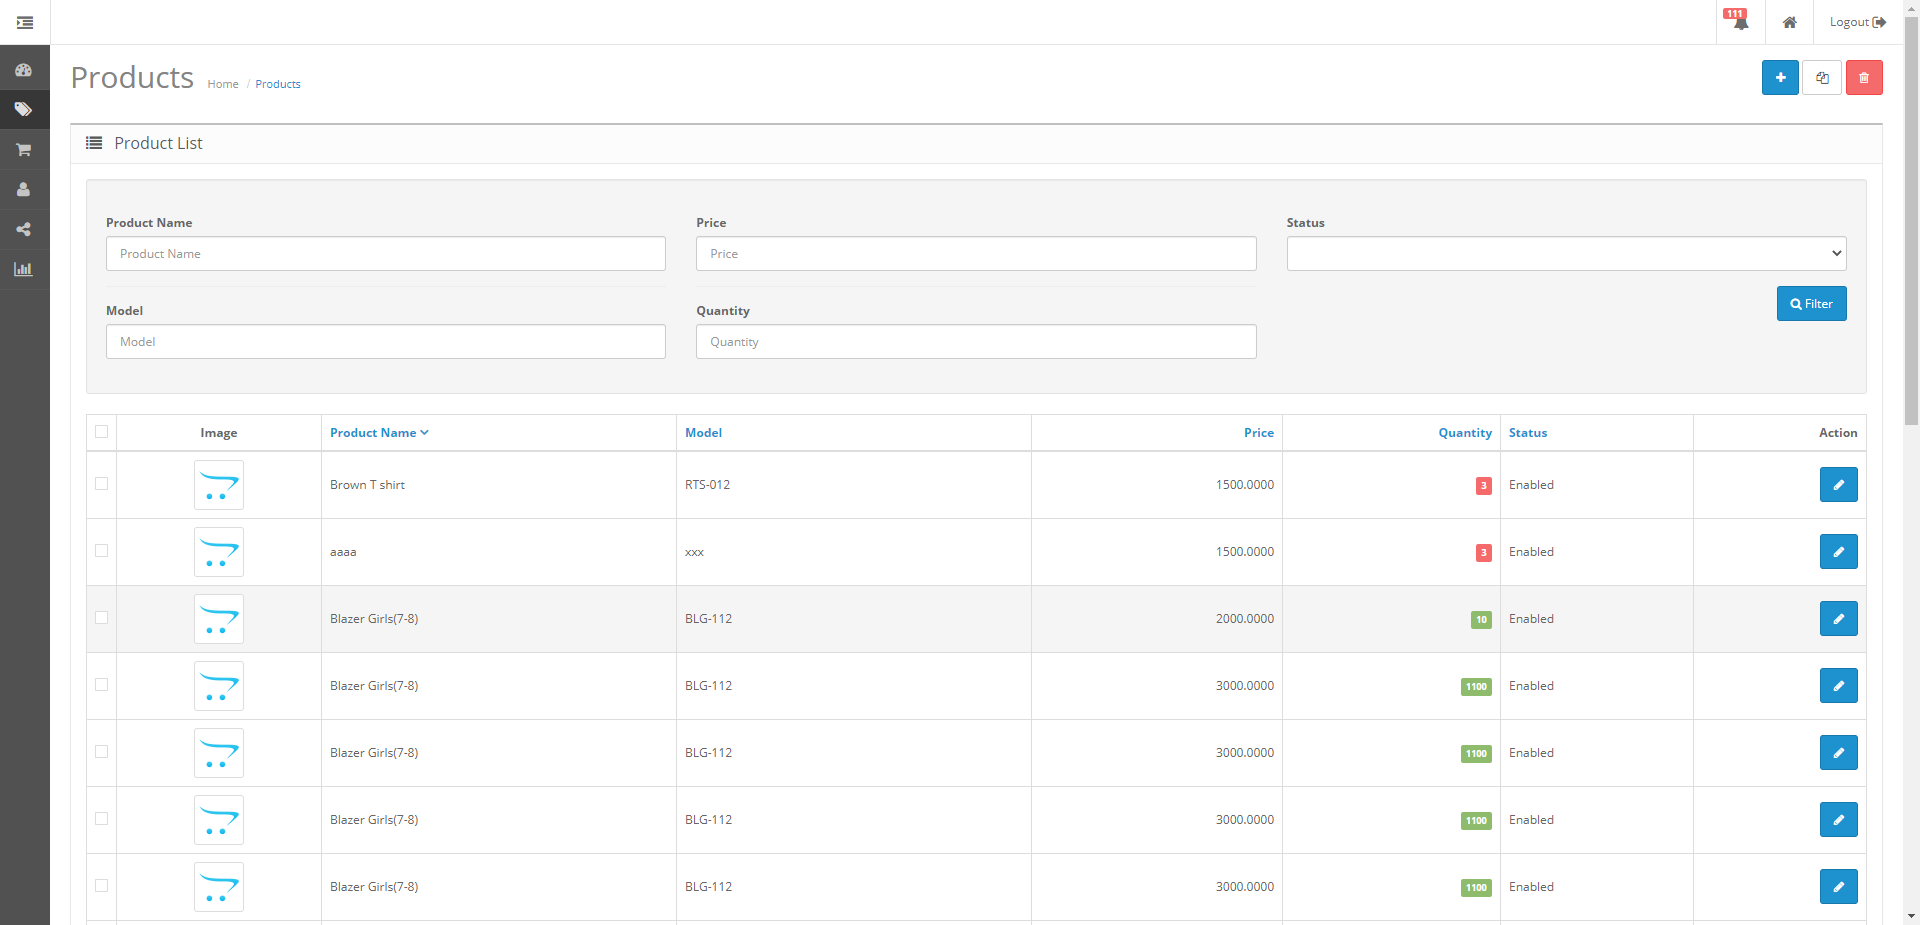 111
Logout
Products Home / Products
Product List
Product Name Price Status
Product Name Price
Filter
Model Quantity
Model Quantity
Image Product Name Model Price Quantity Status Action
Brown T shirt RTS-012 1500.0000 3 Enabled
aaaa xxx 1500.0000 3 Enabled
Blazer Girls(7-8) BLG-112 2000.0000 10 Enabled
Blazer Girls(7-8) BLG-112 3000.0000 1100 Enabled
Blazer Girls(7-8) BLG-112 3000.0000 1100 Enabled
Blazer Girls(7-8) BLG-112 3000.0000 1100 Enabled
Blazer Girls(7-8) BLG-112 3000.0000 1100 Enabled